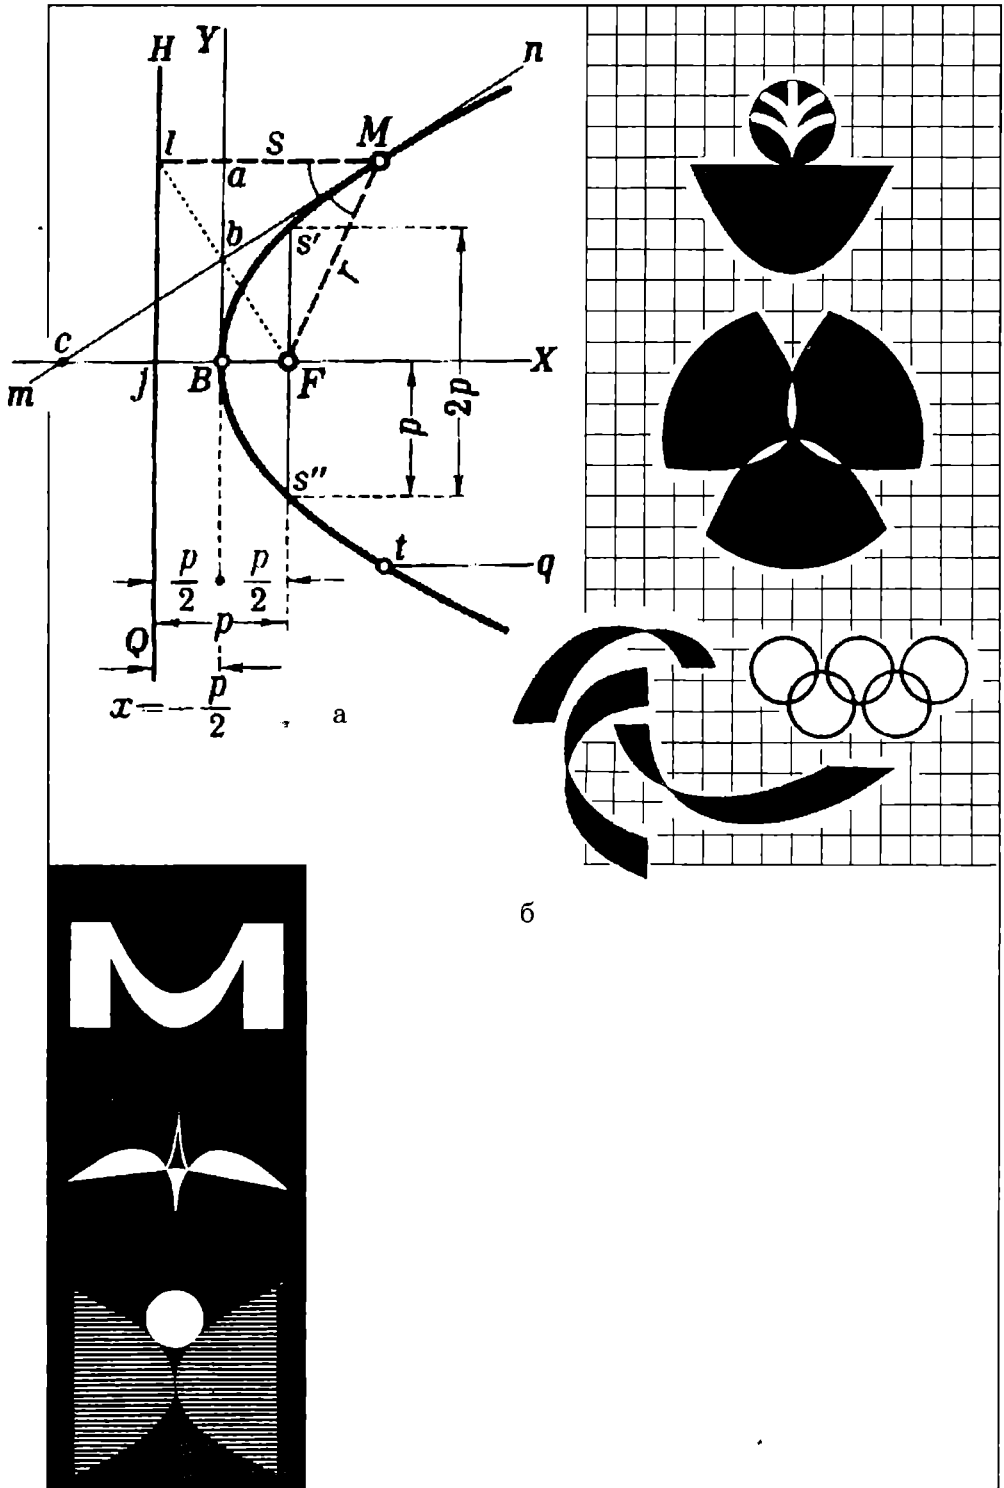 H Y n
l S M
a
b s′
r
c
m j B F X
2p
p
s″
t q
p/2 p/2
Q p
x=-p/2
а
б